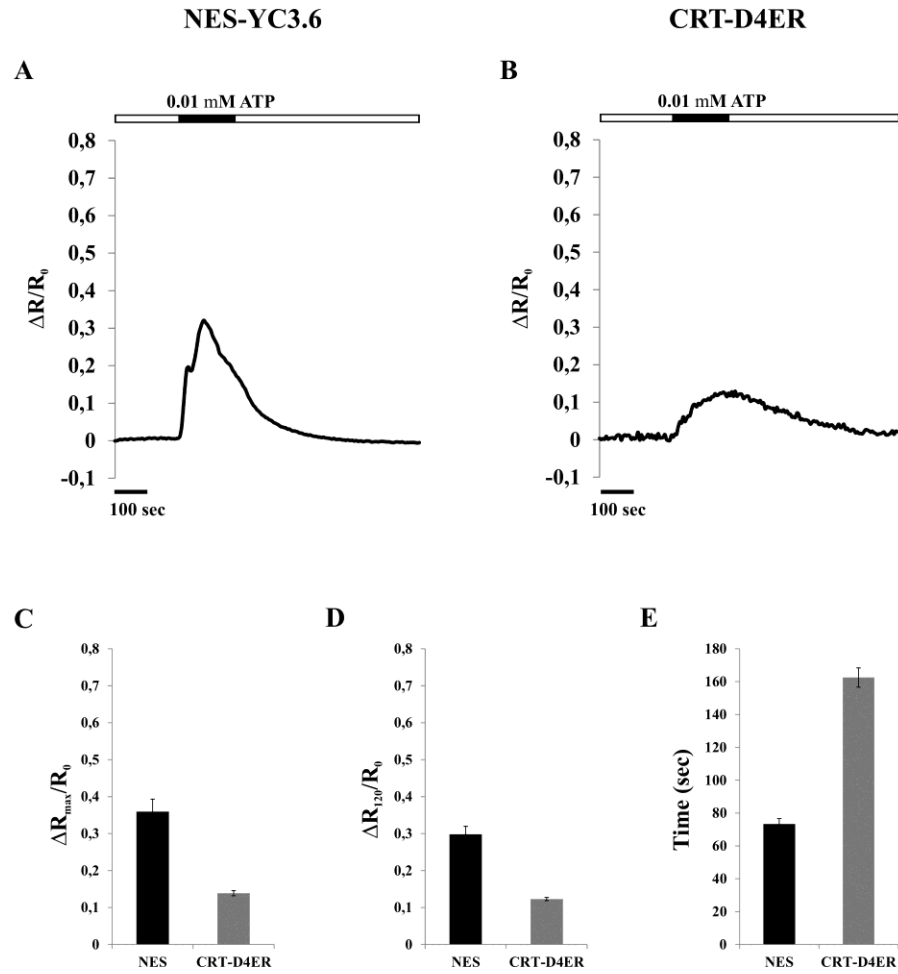 NES-YC3.6
CRT-D4ER
A
0.01 mM ATP
0,8
0,7
0,6
0,5
0,4
0,3
0,2
0,1
0
-0,1
ΔR/R0
100 sec
B
0.01 mM ATP
0,8
0,7
0,6
0,5
0,4
0,3
0,2
0,1
0
-0,1
ΔR/R0
100 sec
C
0,8
0,7
0,6
0,5
0,4
0,3
0,2
0,1
0
ΔRmax/R0
NES CRT-D4ER
D
0,8
0,7
0,6
0,5
0,4
0,3
0,2
0,1
0
ΔR120/R0
NES CRT-D4ER
E
180
160
140
120
100
80
60
40
20
0
Time (sec)
NES CRT-D4ER